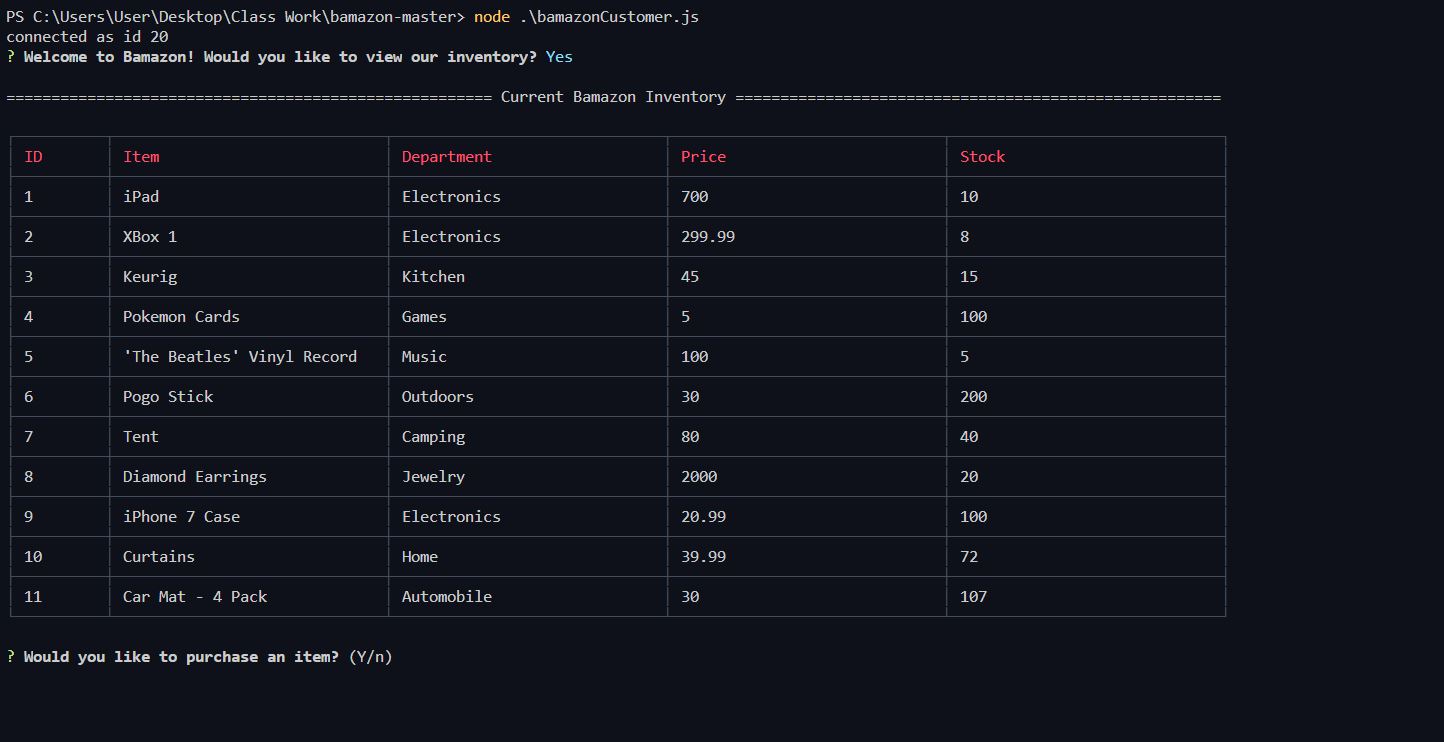 PS C:\Users\User\Desktop\Class Work\bamazon-master> node .\bamazonCustomer.js
connected as id 20
? Welcome to Bamazon! Would you like to view our inventory? Yes
====================================================== Current Bamazon Inventory ======================================================
ID Item Department Price Stock
1 iPad Electronics 700 10
2 XBox 1 Electronics 299.99 8
3 Keurig Kitchen 45 15
4 Pokemon Cards Games 5 100
5 'The Beatles' Vinyl Record Music 100 5
6 Pogo Stick Outdoors 30 200
7 Tent Camping 80 40
8 Diamond Earrings Jewelry 2000 20
9 iPhone 7 Case Electronics 20.99 100
10 Curtains Home 39.99 72
11 Car Mat - 4 Pack Automobile 30 107
? Would you like to purchase an item? (Y/n)